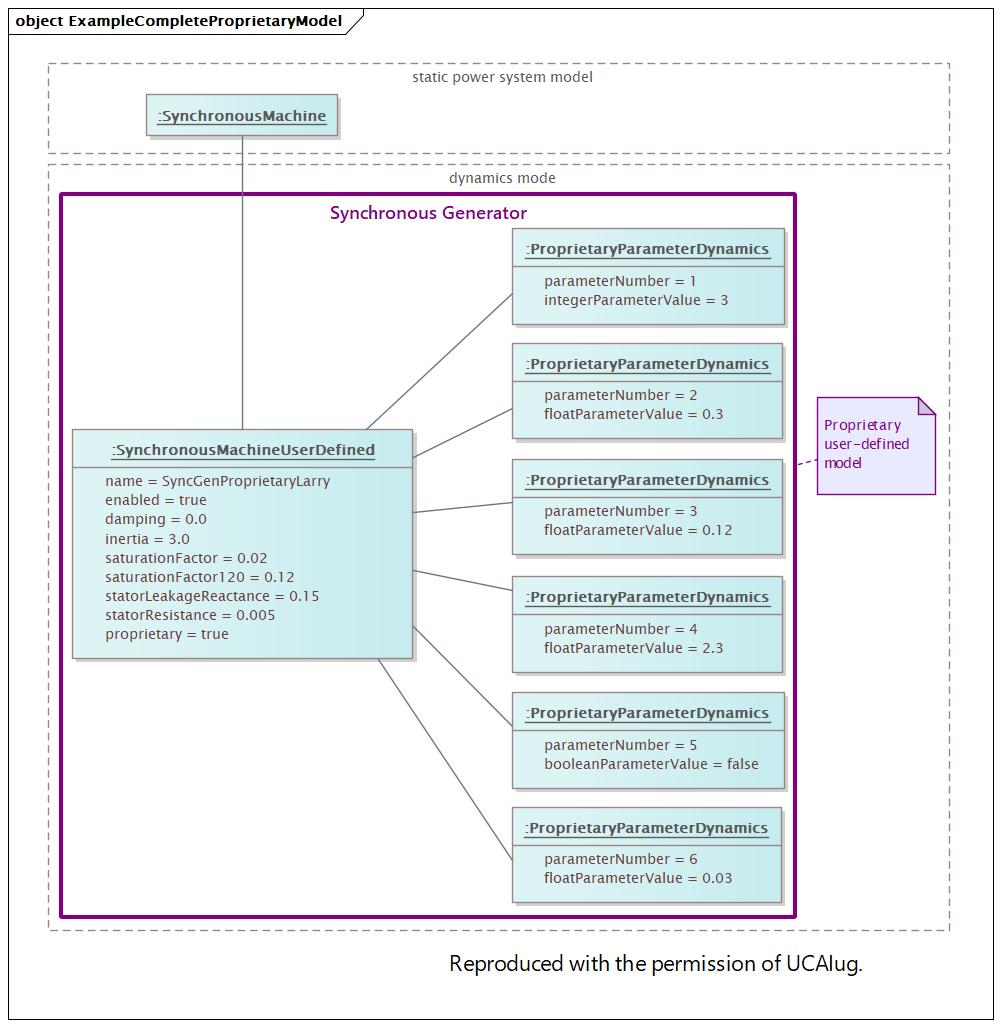 object ExampleCompleteProprietaryModel
static power system model
:SynchronousMachine
dynamics mode
Synchronous Generator
:ProprietaryParameterDynamics
parameterNumber = 1
integerParameterValue = 3
:ProprietaryParameterDynamics
parameterNumber = 2
floatParameterValue = 0.3
:SynchronousMachineUserDefined
name = SyncGenProprietaryLarry
enabled = true
damping = 0.0
inertia = 3.0
saturationFactor = 0.02
saturationFactor120 = 0.12
statorLeakageReactance = 0.15
statorResistance = 0.005
proprietary = true
:ProprietaryParameterDynamics
parameterNumber = 3
floatParameterValue = 0.12
:ProprietaryParameterDynamics
parameterNumber = 4
floatParameterValue = 2.3
:ProprietaryParameterDynamics
parameterNumber = 5
booleanParameterValue = false
:ProprietaryParameterDynamics
parameterNumber = 6
floatParameterValue = 0.03
Proprietary
user-defined
model
Reproduced with the permission of UCAIug.